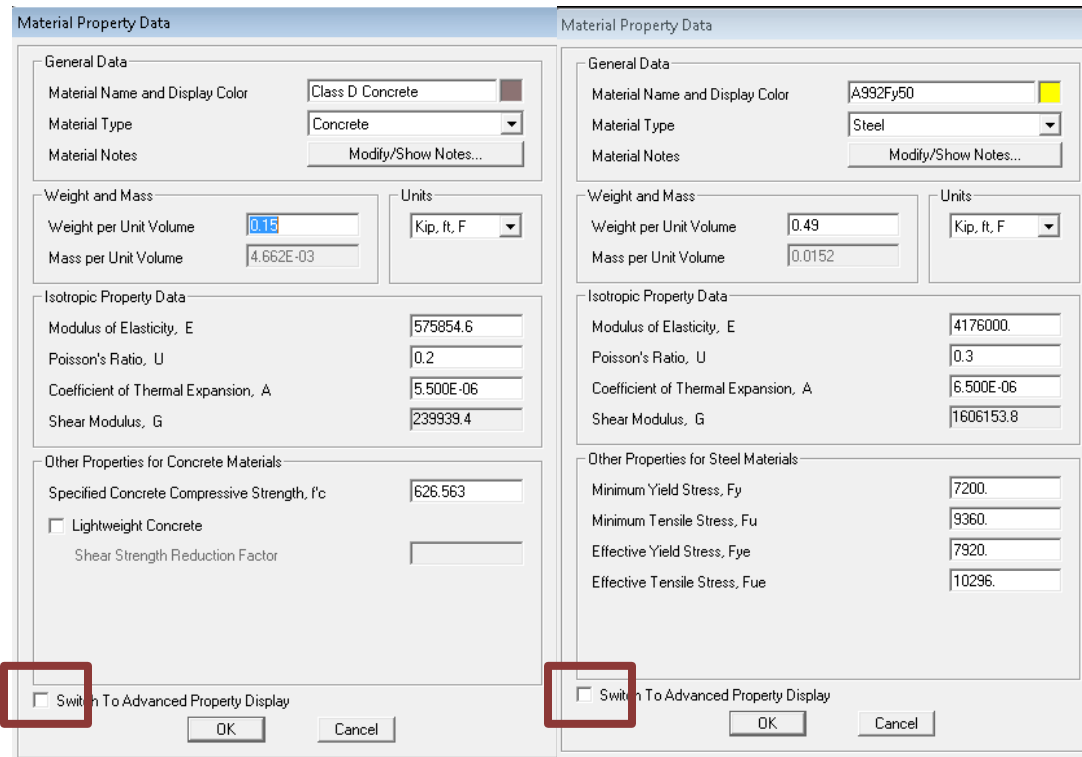 Material Property Data
General Data
Material Name and Display Color Class D Concrete
Material Type Concrete
Material Notes Modify/Show Notes...
Weight and Mass Units
Weight per Unit Volume 0.15 Kip, ft, F
Mass per Unit Volume 4.662E-03
Isotropic Property Data
Modulus of Elasticity, E 575854.6
Poisson's Ratio, U 0.2
Coefficient of Thermal Expansion, A 5.500E-06
Shear Modulus, G 239939.4
Other Properties for Concrete Materials
Specified Concrete Compressive Strength, f'c 626.563
Lightweight Concrete
Shear Strength Reduction Factor
Switch To Advanced Property Display
OK Cancel
Material Property Data
General Data
Material Name and Display Color A992Fy50
Material Type Steel
Material Notes Modify/Show Notes...
Weight and Mass Units
Weight per Unit Volume 0.49 Kip, ft, F
Mass per Unit Volume 0.0152
Isotropic Property Data
Modulus of Elasticity, E 4176000.
Poisson's Ratio, U 0.3
Coefficient of Thermal Expansion, A 6.500E-06
Shear Modulus, G 1606153.8
Other Properties for Steel Materials
Minimum Yield Stress, Fy 7200.
Minimum Tensile Stress, Fu 9360.
Effective Yield Stress, Fye 7920.
Effective Tensile Stress, Fue 10296.
Switch To Advanced Property Display
OK Cancel